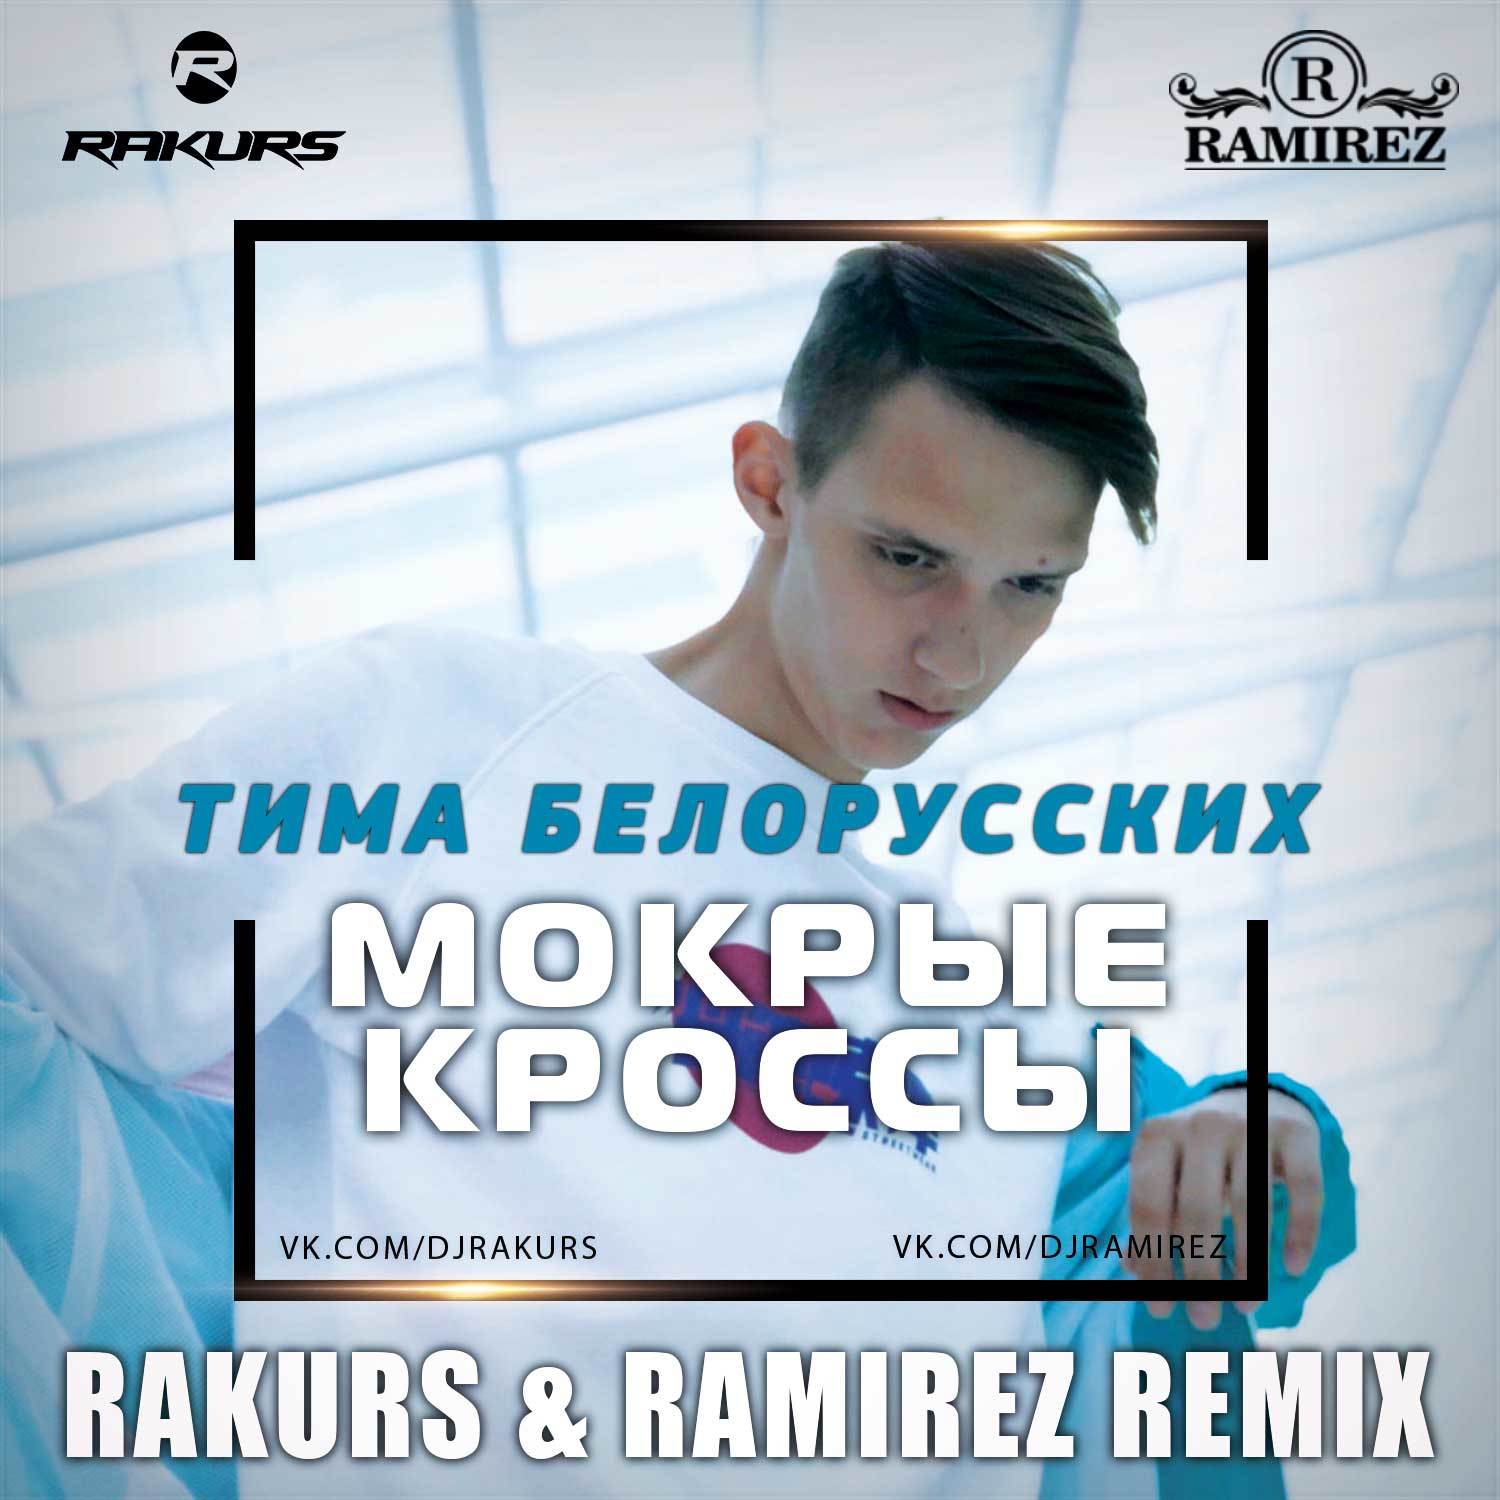 R
RAKURS
R
RAMIREZ
ТИМА БЕЛОРУССКИХ
МОКРЫЕ
КРОССЫ
VK.COM/DJRAKURS
VK.COM/DJRAMIREZ
RAKURS & RAMIREZ REMIX